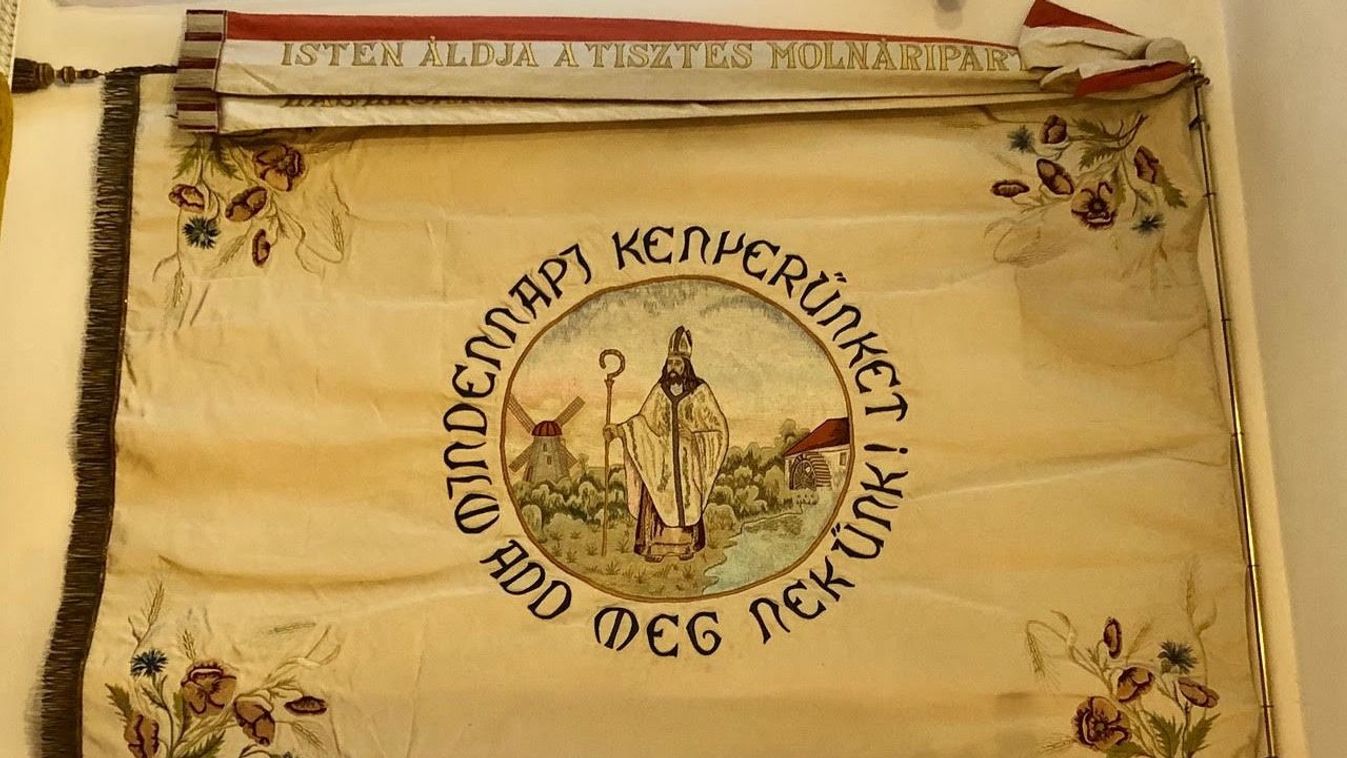 ISTEN ÁLDJA A TISZTES MOLNÁRIPART
MINDENNAPI KENYERÜNKET
ADD MEG NEKÜNK!